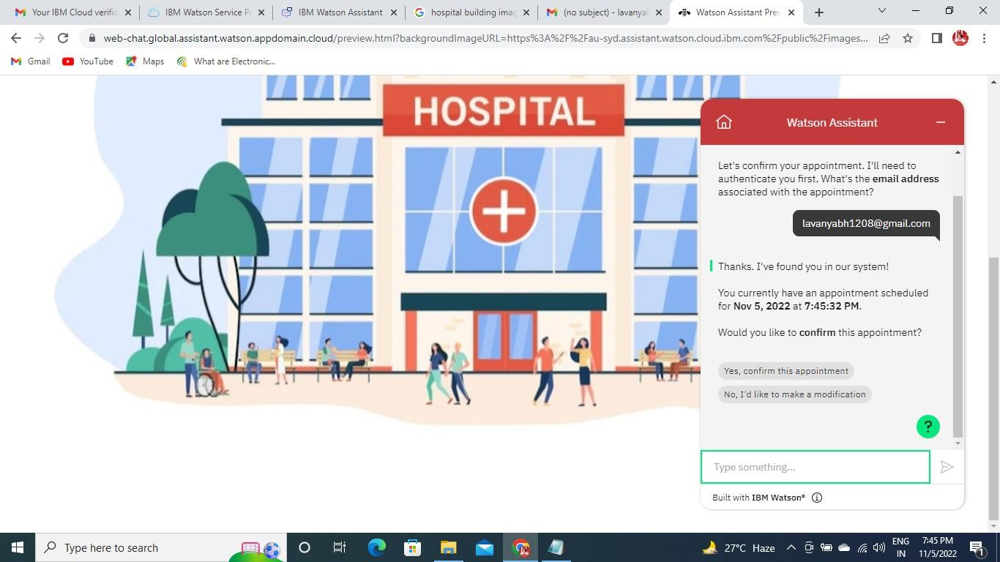 Your IBM Cloud verific
IBM Watson Service Pa
IBM Watson Assistant
hospital building imag
(no subject) - lavanyab
Watson Assistant Prev
web-chat.global.assistant.watson.appdomain.cloud/preview.html?backgroundImageURL=https%3A%2F%2Fau-syd.assistant.watson.cloud.ibm.com%2Fpublic%2Fimages...
Gmail
YouTube
Maps
What are Electronic...
HOSPITAL
Watson Assistant
Let's confirm your appointment. I'll need to
authenticate you first. What's the email address
associated with the appointment?
lavanyabh1208@gmail.com
Thanks. I've found you in our system!
You currently have an appointment scheduled
for Nov 5, 2022 at 7:45:32 PM.
Would you like to confirm this appointment?
Yes, confirm this appointment
No, I'd like to make a modification
?
Type something...
Built with IBM Watson®
Type here to search
27°C Haze
ENG
IN
7:45 PM
11/5/2022
1